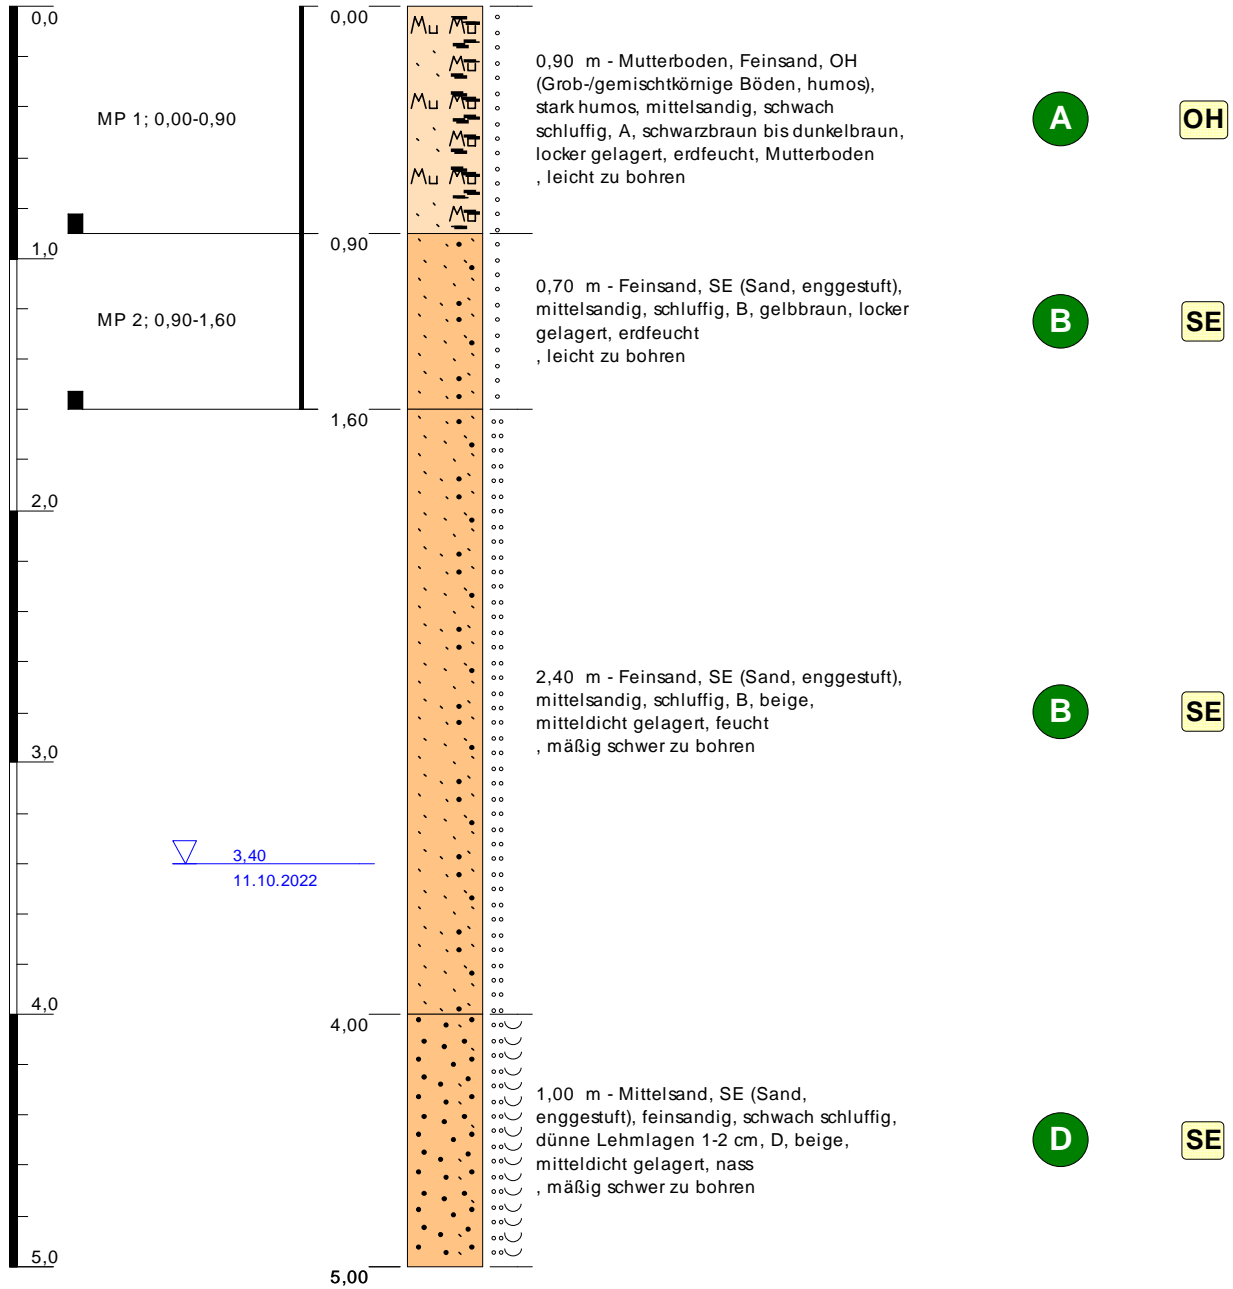 0,0
0,00
0,90 m - Mutterboden, Feinsand, OH
(Grob-/gemischtkörnige Böden, humos),
stark humos, mittelsandig, schwach
schluffig, A, schwarzbraun bis dunkelbraun,
locker gelagert, erdfeucht, Mutterboden
, leicht zu bohren
MP 1; 0,00-0,90
A
OH
1,0
0,90
0,70 m - Feinsand, SE (Sand, enggestuft),
mittelsandig, schluffig, B, gelbbraun, locker
gelagert, erdfeucht
, leicht zu bohren
MP 2; 0,90-1,60
B
SE
1,60
2,0
2,40 m - Feinsand, SE (Sand, enggestuft),
mittelsandig, schluffig, B, beige,
mitteldicht gelagert, feucht
, mäßig schwer zu bohren
B
SE
3,0
3,40
11.10.2022
4,0
4,00
1,00 m - Mittelsand, SE (Sand,
enggestuft), feinsandig, schwach schluffig,
dünne Lehmlagen 1-2 cm, D, beige,
mitteldicht gelagert, nass
, mäßig schwer zu bohren
D
SE
5,0
5,00